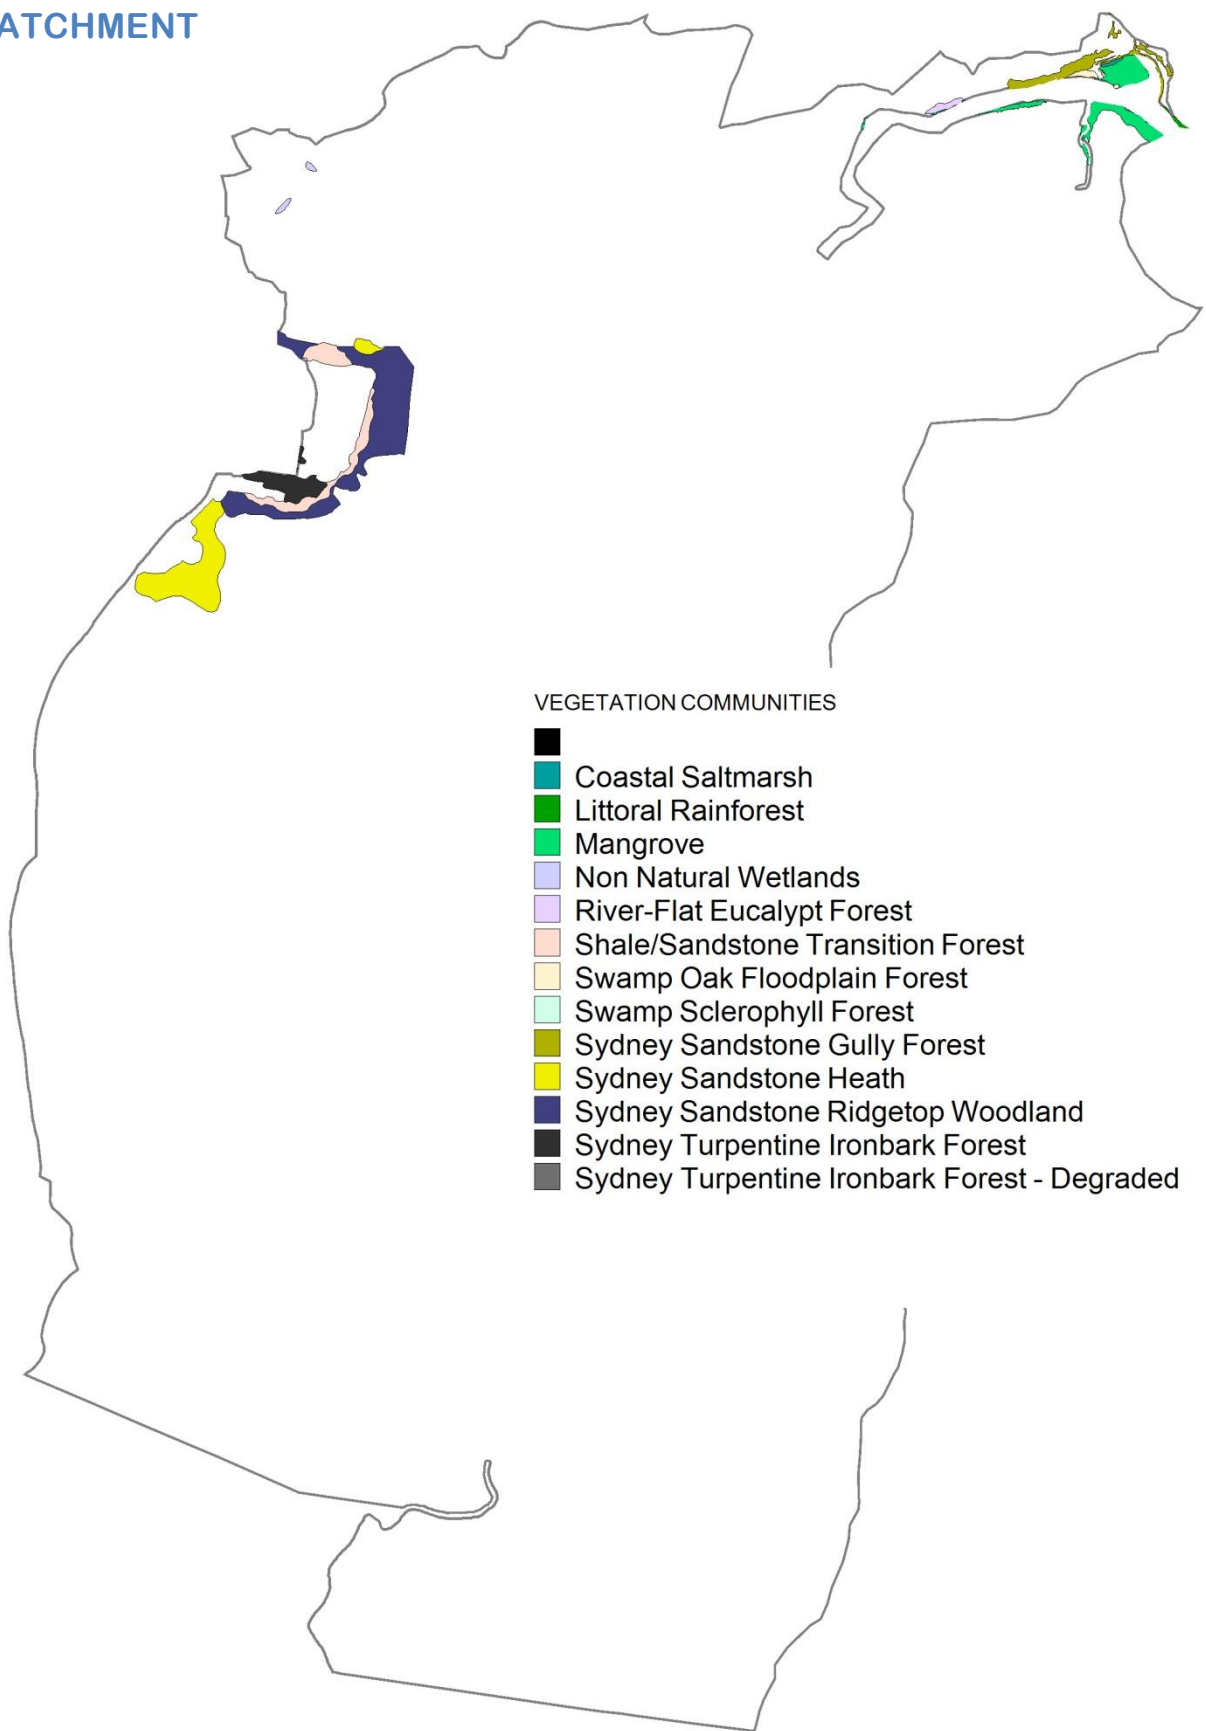 ATCHMENT
VEGETATION COMMUNITIES
Coastal Saltmarsh
Littoral Rainforest
Mangrove
Non Natural Wetlands
River-Flat Eucalypt Forest
Shale/Sandstone Transition Forest
Swamp Oak Floodplain Forest
Swamp Sclerophyll Forest
Sydney Sandstone Gully Forest
Sydney Sandstone Heath
Sydney Sandstone Ridgetop Woodland
Sydney Turpentine Ironbark Forest
Sydney Turpentine Ironbark Forest - Degraded